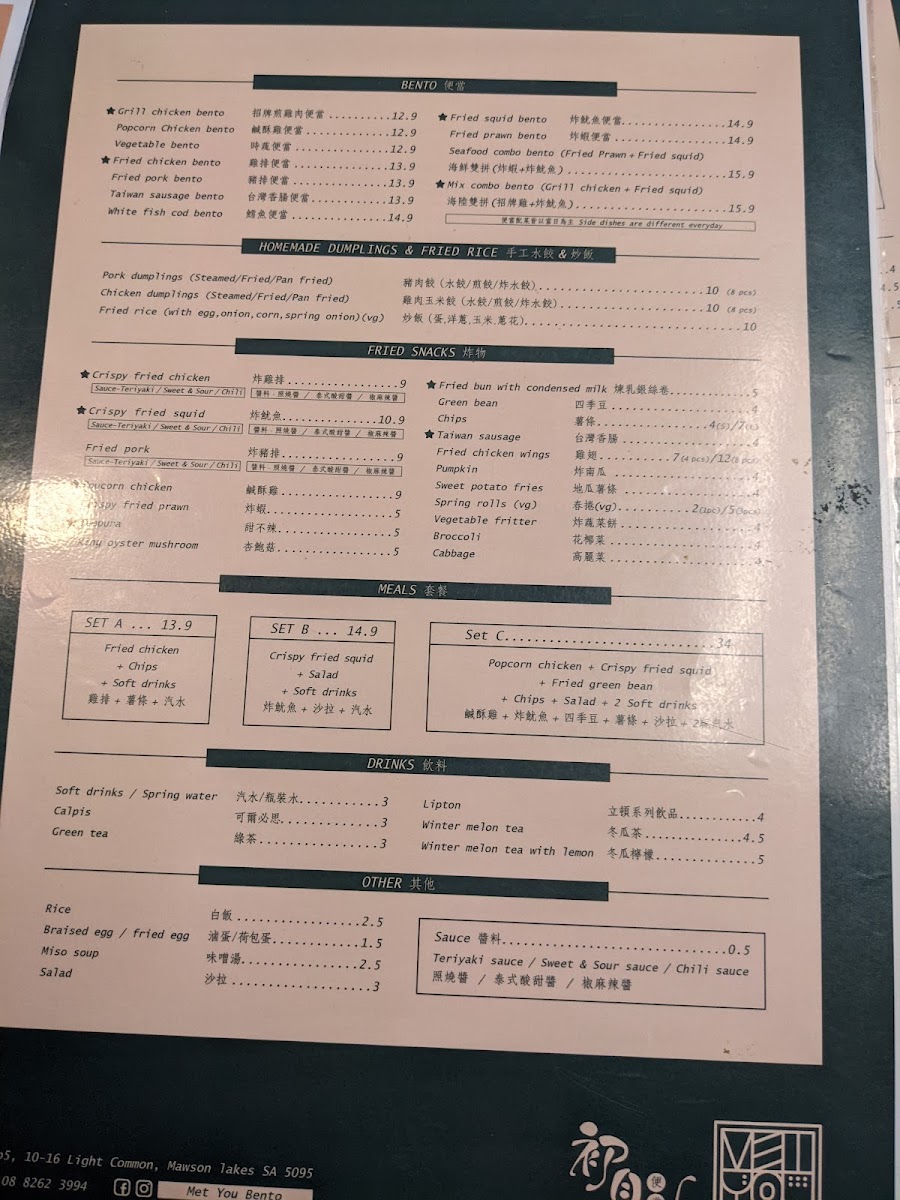 BENTO 便當
★ Grill chicken bento 招牌煎雞肉便當 ..........12.9
Popcorn Chicken bento 鹹酥雞便當 ............12.9
Vegetable bento 時蔬便當 ..............12.9
★ Fried chicken bento 雞排便當 ..............13.9
Fried pork bento 豬排便當 ..............13.9
Taiwan sausage bento 台灣香腸便當...........13.9
White fish cod bento 鱈魚便當 ..............14.9
★ Fried squid bento 炸魷魚便當................14.9
Fried prawn bento 炸蝦便當 .................14.9
Seafood combo bento (Fried Prawn + Fried squid)
海鮮雙拼(炸蝦+炸魷魚).........................15.9
★ Mix combo bento (Grill chicken + Fried squid)
海陸雙拼(招牌雞+炸魷魚).......................15.9
便當配菜皆以當日為主 Side dishes are different everyday
HOMEMADE DUMPLINGS & FRIED RICE 手工水餃 & 炒飯
Pork dumplings (Steamed/Fried/Pan fried) 豬肉餃 (水餃/煎餃/炸水餃).........................10 (8 pcs)
Chicken dumplings (Steamed/Fried/Pan fried) 雞肉玉米餃 (水餃/煎餃/炸水餃).....................10 (8 pcs)
Fried rice (with egg,onion,corn,spring onion)(vg) 炒飯 (蛋,洋蔥,玉米,蔥花)................................10
FRIED SNACKS 炸物
★ Crispy fried chicken 炸雞排.................9
Sauce-Teriyaki / Sweet & Sour / Chili 醬料 - 照燒醬 / 泰式酸甜醬 / 椒麻辣醬
★ Crispy fried squid 炸魷魚..............10.9
Sauce-Teriyaki / Sweet & Sour / Chili 醬料 - 照燒醬 / 泰式酸甜醬 / 椒麻辣醬
Fried pork 炸豬排.................9
Sauce-Teriyaki / Sweet & Sour / Chili 醬料 - 照燒醬 / 泰式酸甜醬 / 椒麻辣醬
Popcorn chicken 鹹酥雞 .................9
Crispy fried prawn 炸蝦...................5
★ Tempura 甜不辣.................5
King oyster mushroom 杏鮑菇.................5
★ Fried bun with condensed milk 煉乳銀絲卷............5
Green bean 四季豆 ....................4
Chips 薯條................4(S)/7(L)
★ Taiwan sausage 台灣香腸 ...................4
Fried chicken wings 雞翅..........7 (4 pcs)/12
Pumpkin 炸南瓜 ....................4
Sweet potato fries 地瓜薯條 ...................4
Spring rolls (vg) 春捲(vg)...........2(1pc)/5(3pcs)
Vegetable fritter 炸蔬菜餅 ...................4
Broccoli 花椰菜 ....................4
Cabbage 高麗菜 ....................
MEALS 套餐
SET A ... 13.9
Fried chicken
+ Chips
+ Soft drinks
雞排 + 薯條 + 汽水
SET B ... 14.9
Crispy fried squid
+ Salad
+ Soft drinks
炸魷魚 + 沙拉 + 汽水
Set C...........................34
Popcorn chicken + Crispy fried squid
+ Fried green bean
+ Chips + Salad + 2 Soft drinks
鹹酥雞 + 炸魷魚 + 四季豆 + 薯條 + 沙拉 + 2杯汽水
DRINKS 飲料
Soft drinks / Spring water 汽水/瓶裝水............3
Calpis 可爾必思...............3
Green tea 綠茶 ..................3
Lipton 立頓系列飲品............4
Winter melon tea 冬瓜茶 ................4.5
Winter melon tea with lemon 冬瓜檸檬................5
OTHER 其他
Rice 白飯 ..................2.5
Braised egg / fried egg 滷蛋/荷包蛋...............1.5
Miso soup 味噌湯..................2.5
Salad 沙拉 .....................3
Sauce 醬料...............................0.5
Teriyaki sauce / Sweet & Sour sauce / Chili sauce
照燒醬 / 泰式酸甜醬 / 椒麻辣醬
10-16 Light Common, Mawson lakes SA 5095
08 8262 3994
Met You Bento
初
便
MET